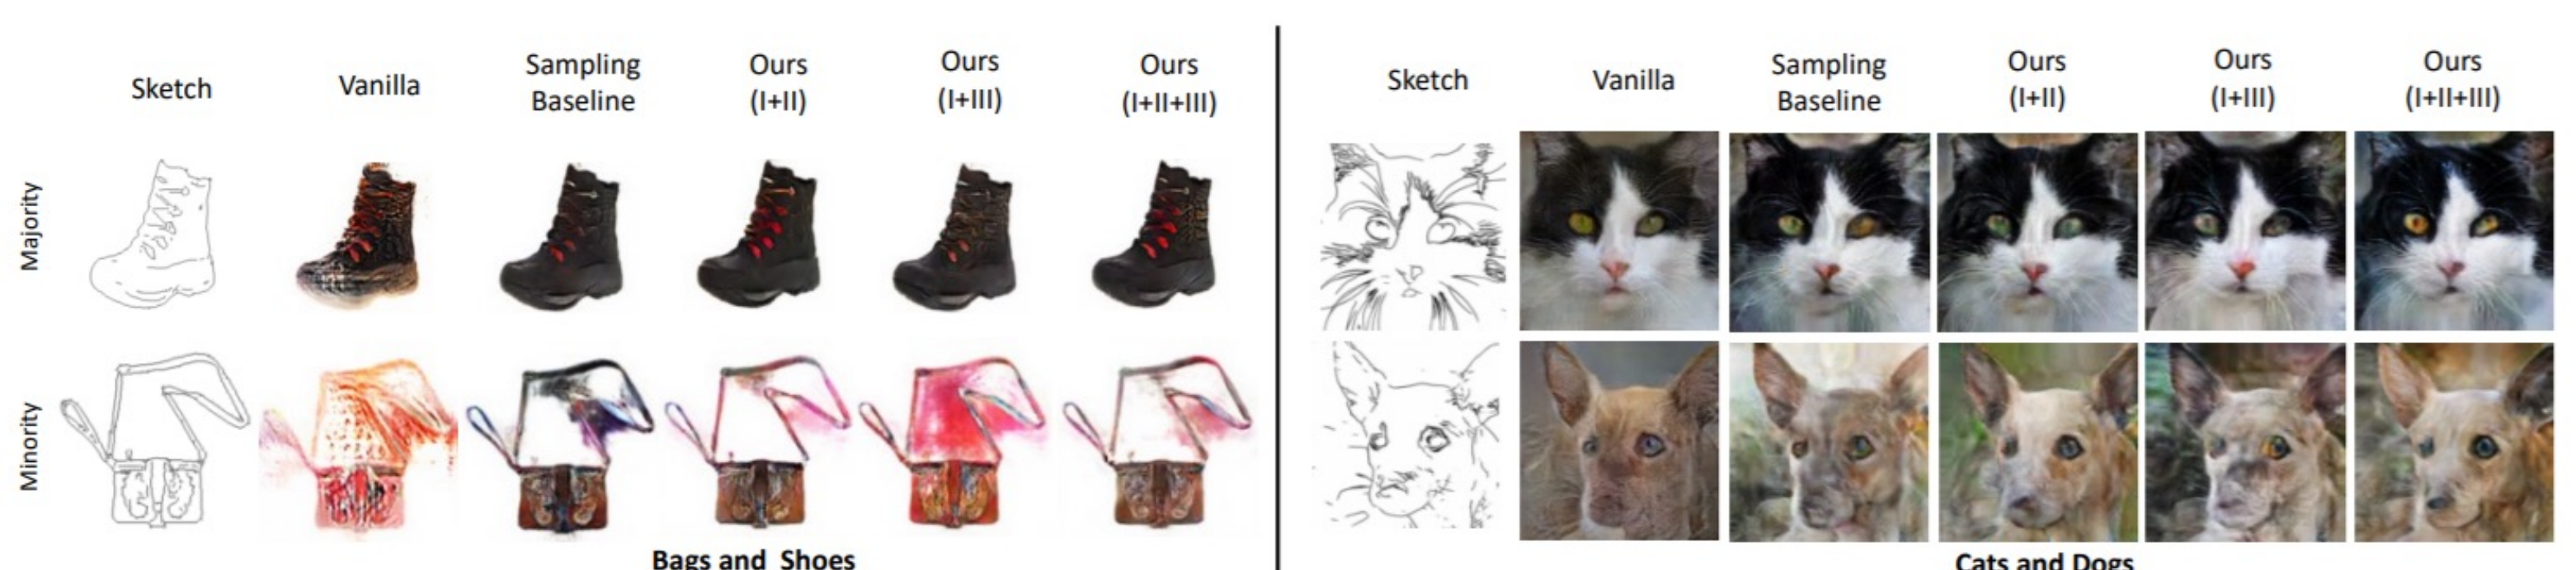 Sketch
Vanilla
Sampling
Baseline
Ours
(I+II)
Ours
(I+III)
Ours
(I+II+III)
Majority
Minority
Bags and Shoes
Sketch
Vanilla
Sampling
Baseline
Ours
(I+II)
Ours
(I+III)
Ours
(I+II+III)
Cats and Dogs